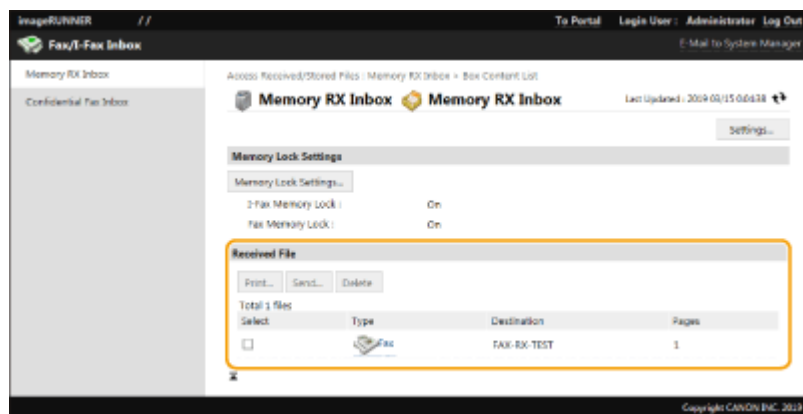 imageRUNNER // To Portal Login User : Administrator Log Out
Fax/I-Fax Inbox E-Mail to System Manager
Memory RX Inbox
Confidential Fax Inbox
Access Received/Stored Files : Memory RX Inbox > Box Content List
Memory RX Inbox Memory RX Inbox Last Updated : 2019 03/15 0:04:38
Settings...
Memory Lock Settings
Memory Lock Settings...
I-Fax Memory Lock : On
Fax Memory Lock : On
Received File
Print... Send... Delete
Total 1 files
Select Type Destination Pages
Fax FAX-RX-TEST 1
Copyright CANON INC. 2019